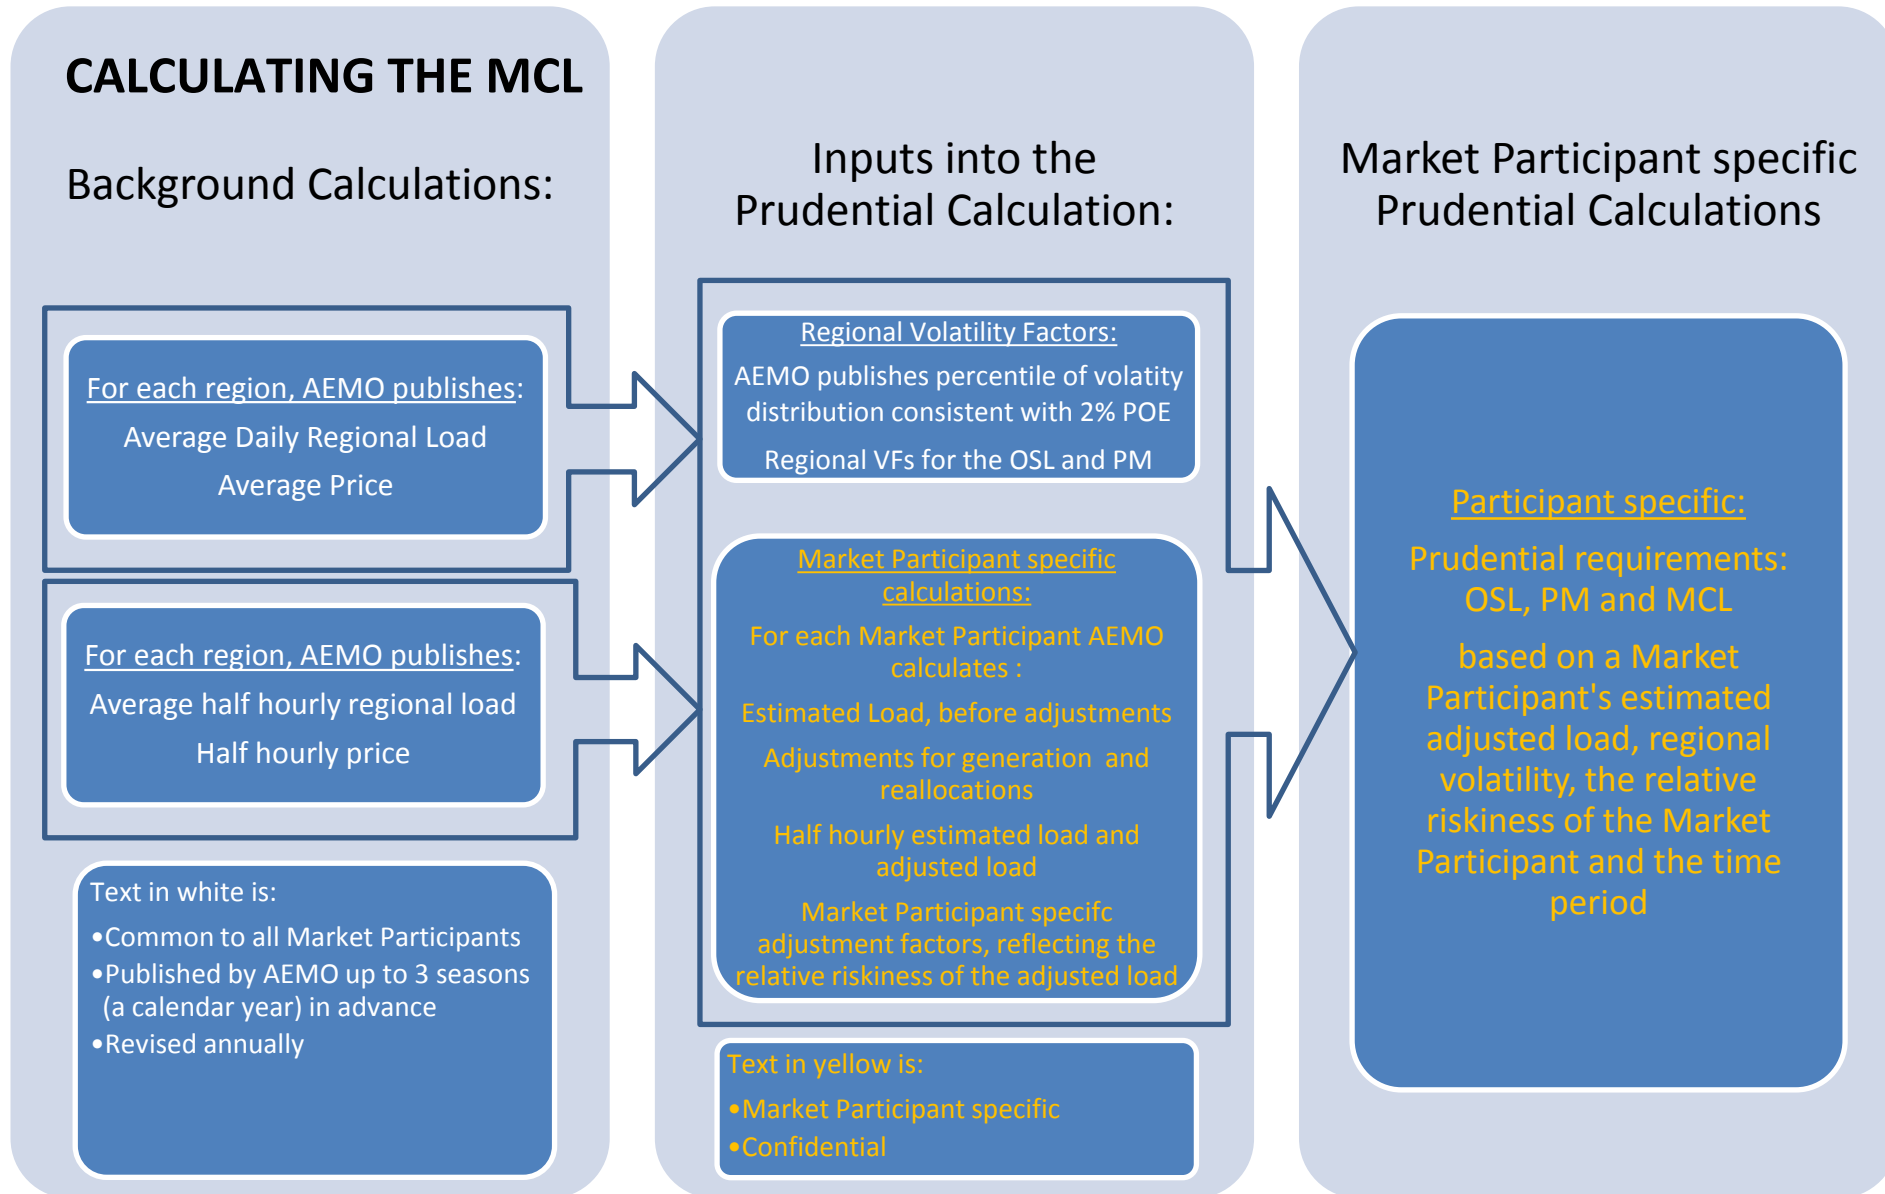 CALCULATING THE MCL
Background Calculations:
For each region, AEMO publishes:
Average Daily Regional Load
Average Price
For each region, AEMO publishes:
Average half hourly regional load
Half hourly price
Text in white is:
•Common to all Market Participants
•Published by AEMO up to 3 seasons
(a calendar year) in advance
•Revised annually
Inputs into the
Prudential Calculation:
Regional Volatility Factors:
AEMO publishes percentile of volatity
distribution consistent with 2% POE
Regional VFs for the OSL and PM
Market Participant specific
calculations:
For each Market Participant AEMO
calculates :
Estimated Load, before adjustments
Adjustments for generation  and
reallocations
Half hourly estimated load and
adjusted load
Market Participant specifc
adjustment factors, reflecting the
relative riskiness of the adjusted load
Text in yellow is:
•Market Participant specific
•Confidential
Market Participant specific
Prudential Calculations
Participant specific:
Prudential requirements:
OSL, PM and MCL
based on a Market
Participant's estimated
adjusted load, regional
volatility, the relative
riskiness of the Market
Participant and the time
period